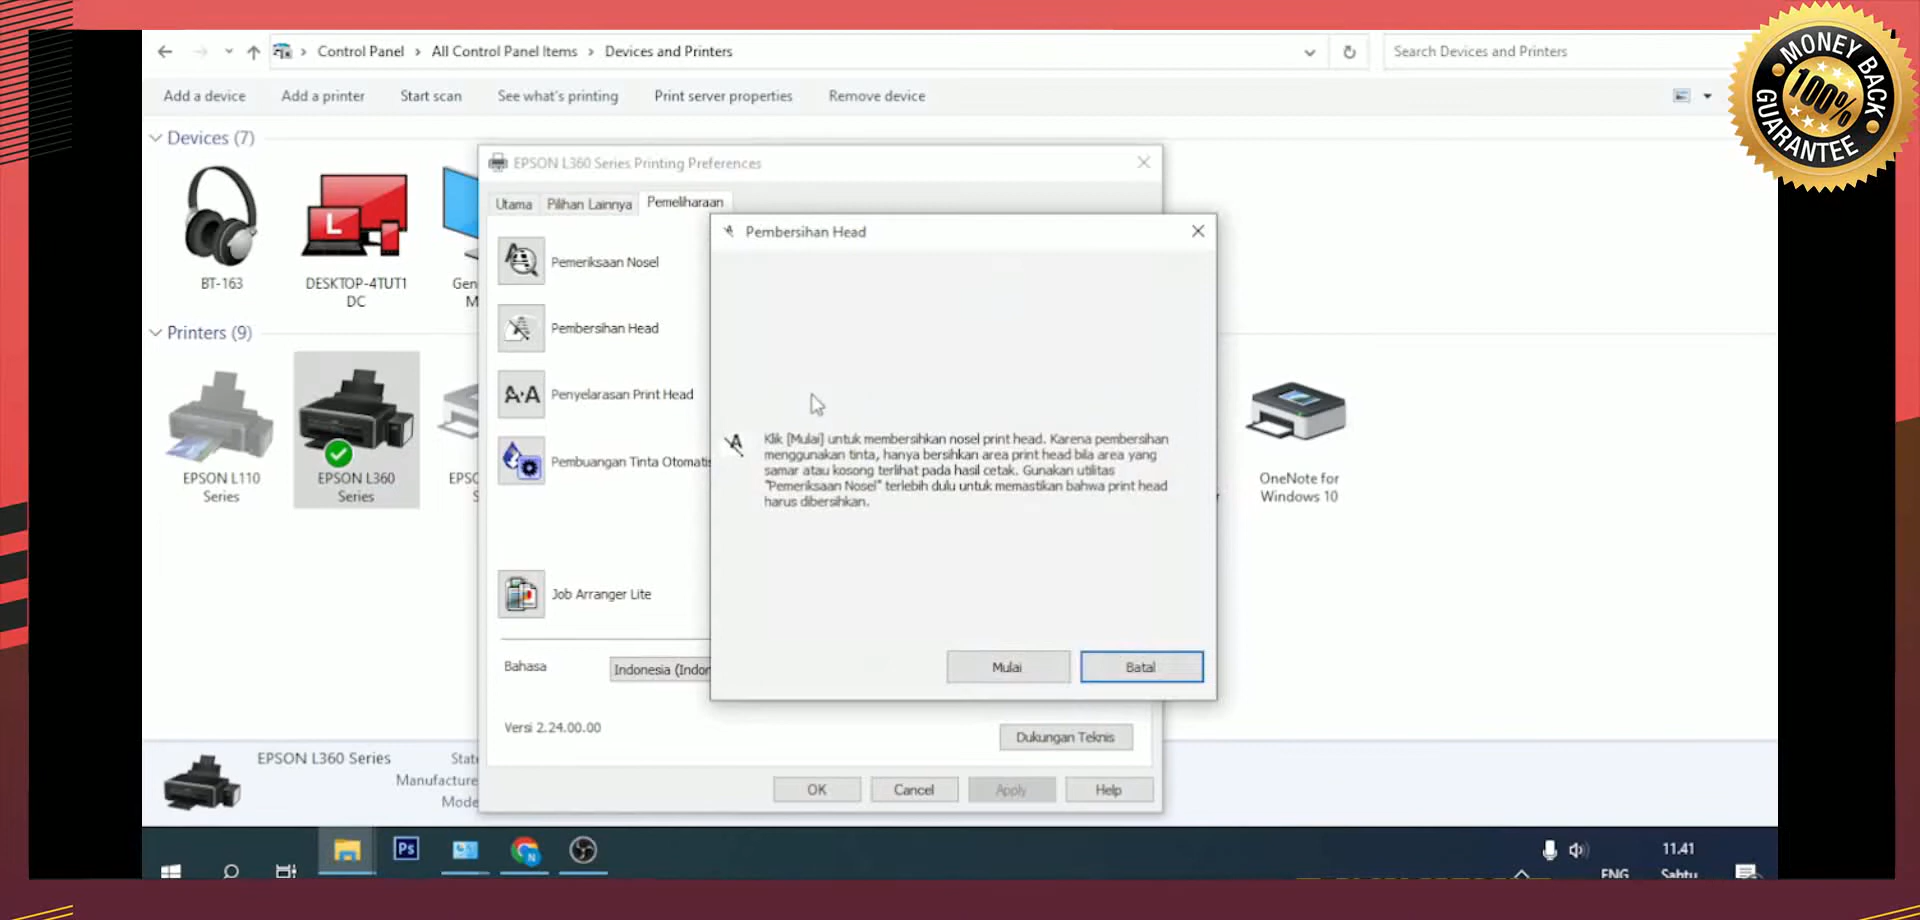 Control Panel > All Control Panel Items > Devices and Printers
Search Devices and Printers
MONEY BACK
100%
GUARANTEE
Add a device
Add a printer
Start scan
See what's printing
Print server properties
Remove device
Devices (7)
BT-163
DESKTOP-4TUT1
DC
Gen
M
Printers (9)
EPSON L110
Series
EPSON L360
Series
EPSO
S
OneNote for
Windows 10
EPSON L360 Series Printing Preferences
Utama
Pilihan Lainnya
Pemeliharaan
Pemeriksaan Nosel
Pembersihan Head
Penyelarasan Print Head
Pembuangan Tinta Otomatis
Job Arranger Lite
Bahasa
Indonesia (Indon
Versi 2.24.00.00
Dukungan Teknis
OK
Cancel
Apply
Help
Pembersihan Head
Klik [Mulai] untuk membersihkan nosel print head. Karena pembersihan
menggunakan tinta, hanya bersihkan area print head bila area yang
samar atau kosong terlihat pada hasil cetak. Gunakan utilitas
"Pemeriksaan Nosel" terlebih dulu untuk memastikan bahwa print head
harus dibersihkan.
Mulai
Batal
EPSON L360 Series
State
Manufacture
Mode
Ps
11.41
ENG
Sabtu